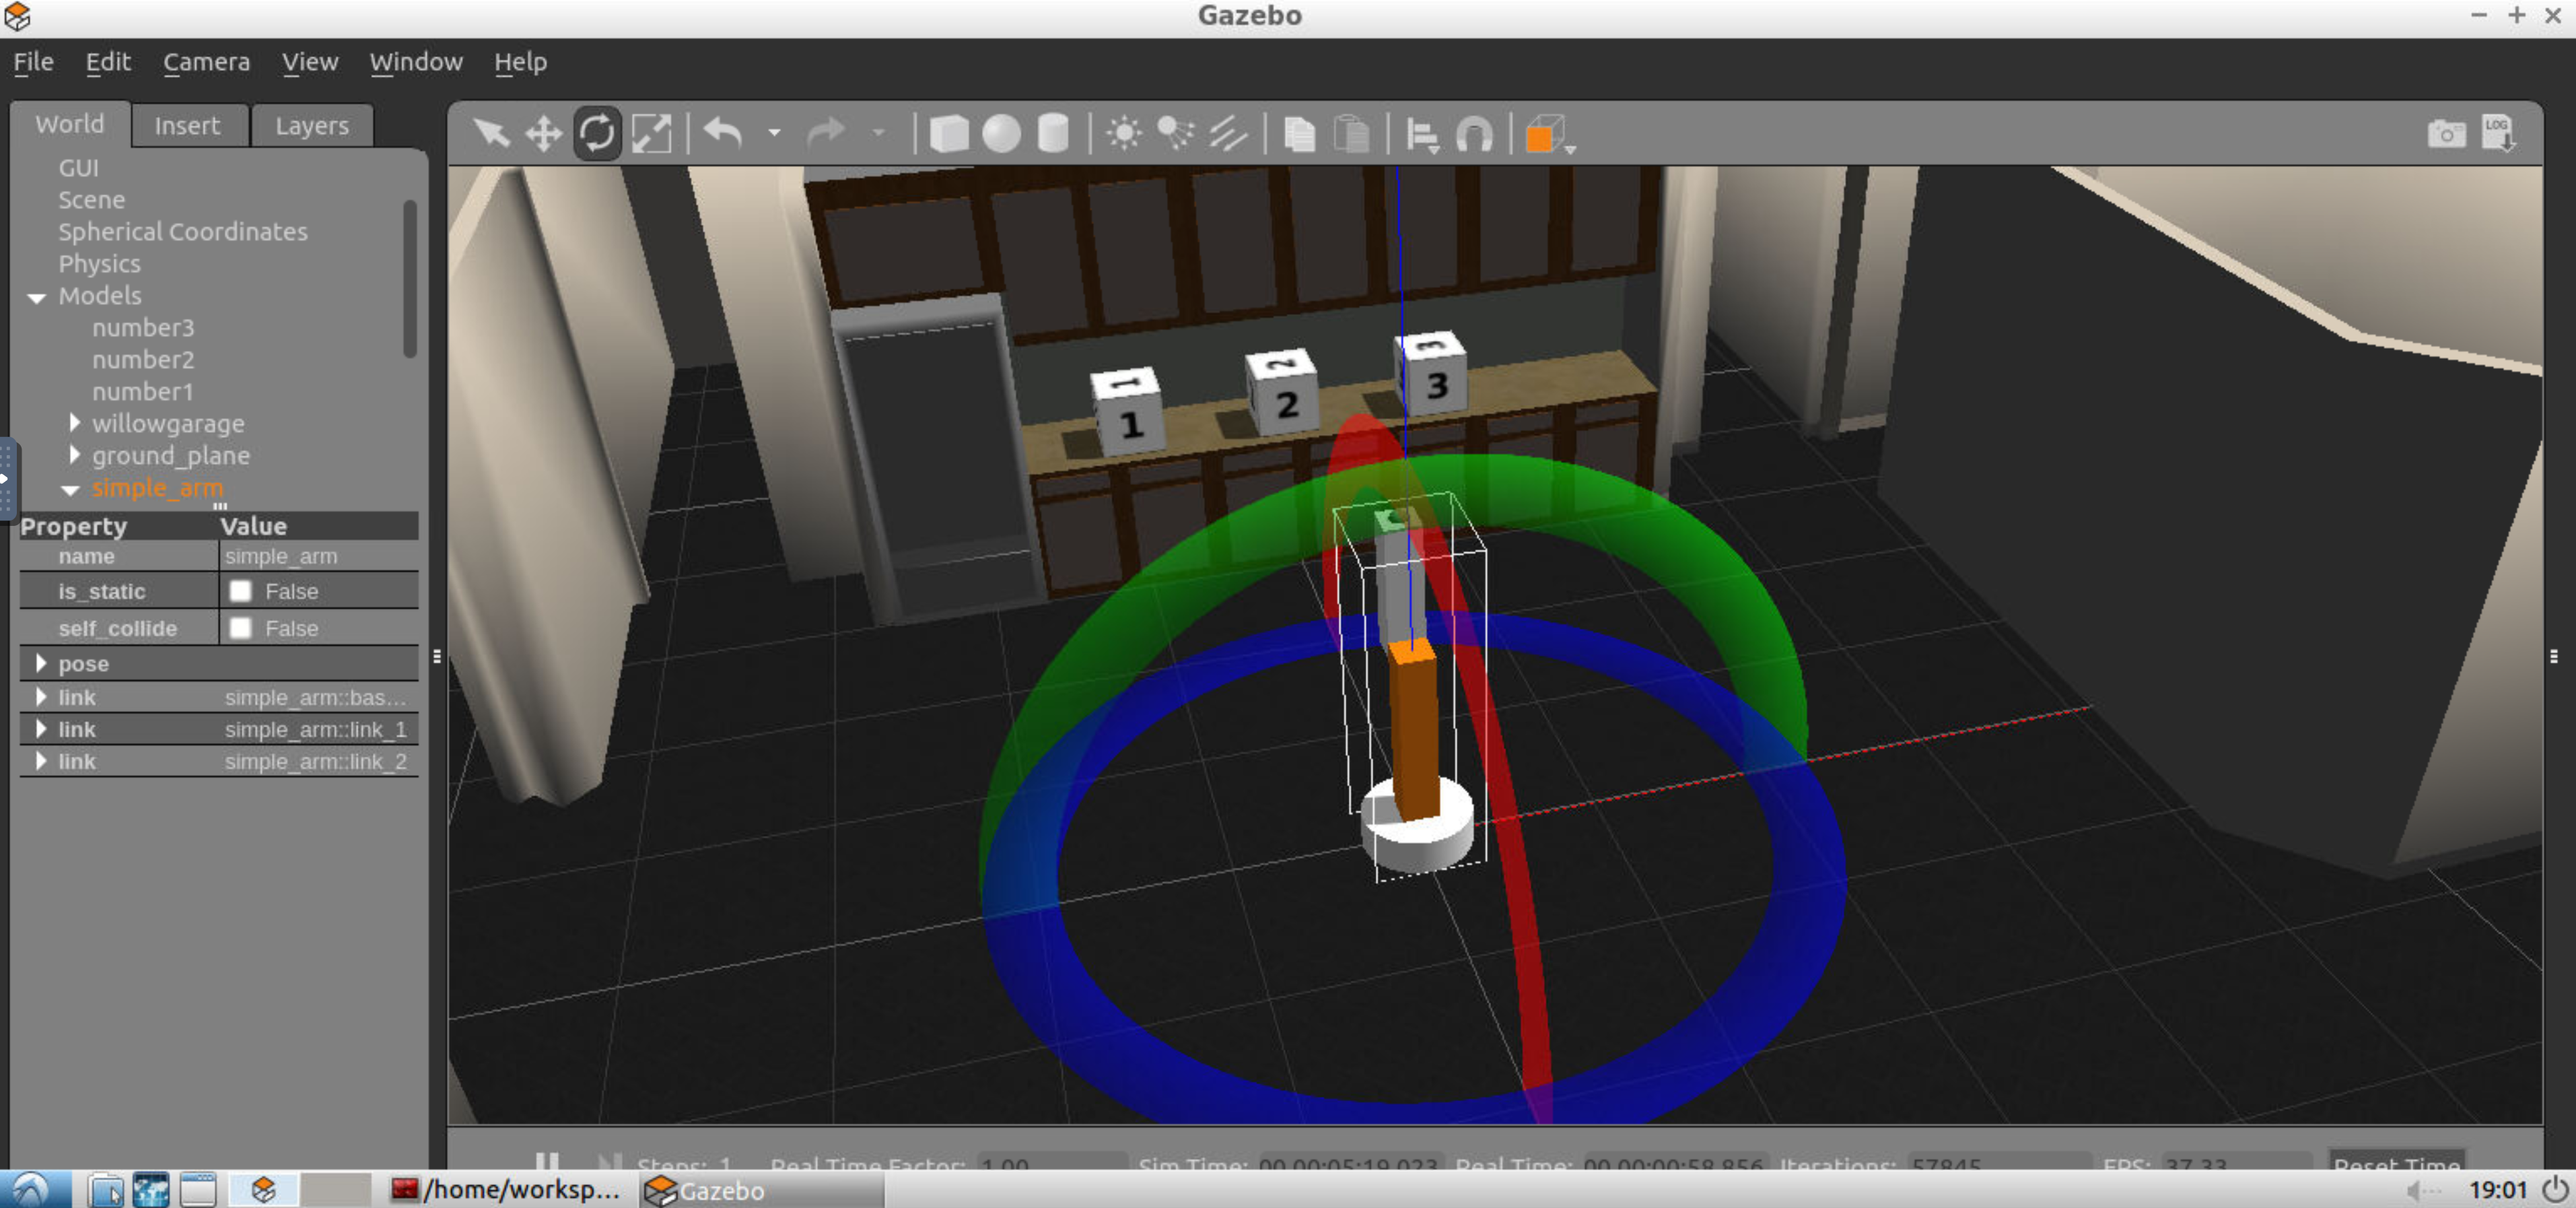 Gazebo
File Edit Camera View Window Help
World Insert Layers
LOG
GUI
Scene
Spherical Coordinates
Physics
Models
number3
number2
number1
willowgarage
ground_plane
simple_arm
Property Value
name simple_arm
is_static False
self_collide False
pose
link simple_arm::bas...
link simple_arm::link_1
link simple_arm::link_2
1 2 3
1 2 3
Steps: 1 Real Time Factor: 1.00 Sim Time: 00 00:05:19.023 Real Time: 00 00:00:58.856 Iterations: 57845 FPS: 37.33 Reset Time
/home/worksp... Gazebo 19:01